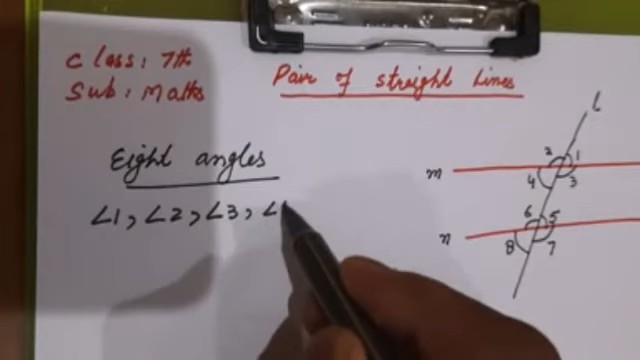 Class: 7th
Sub: Maths
Pair of straight Lines
Eight angles
∠1, ∠2, ∠3, ∠
l
2 1
m
4 3
6 5
n
8 7